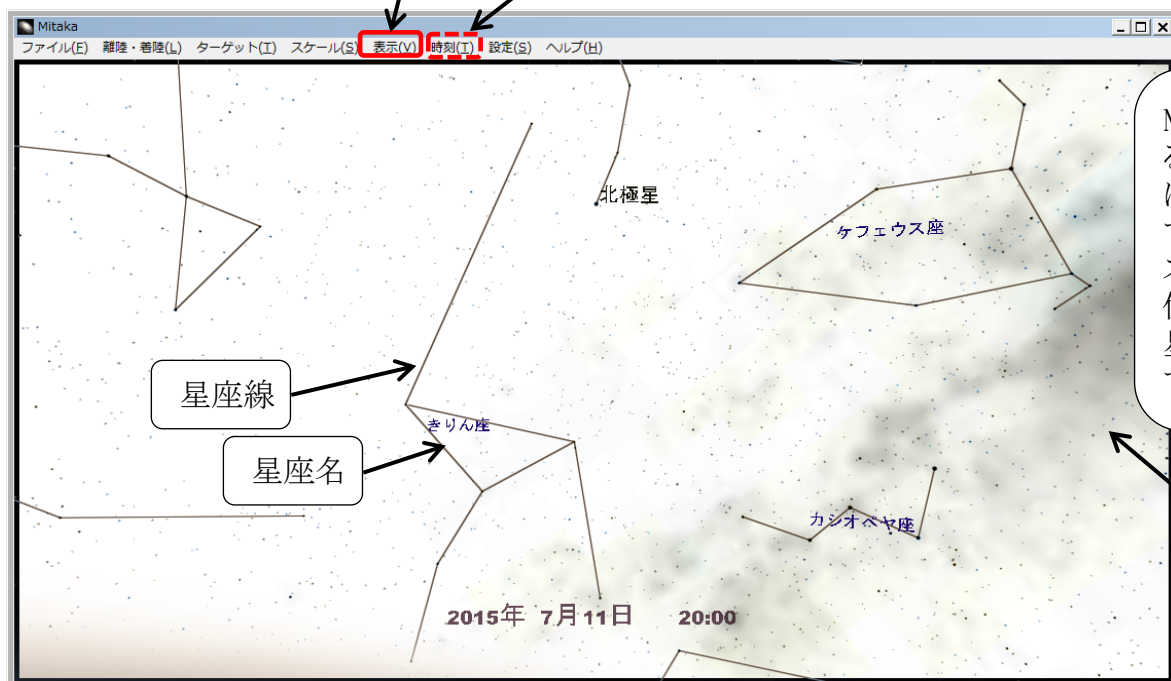 Mitaka
ファイル(F) 離陸・着陸(L) ターゲット(T) スケール(S) 表示(V) 時刻(T) 設定(S) ヘルプ(H)
北極星
ケフェウス座
星座線
きりん座
星座名
カシオペヤ座
2015年 7月11日 20:00